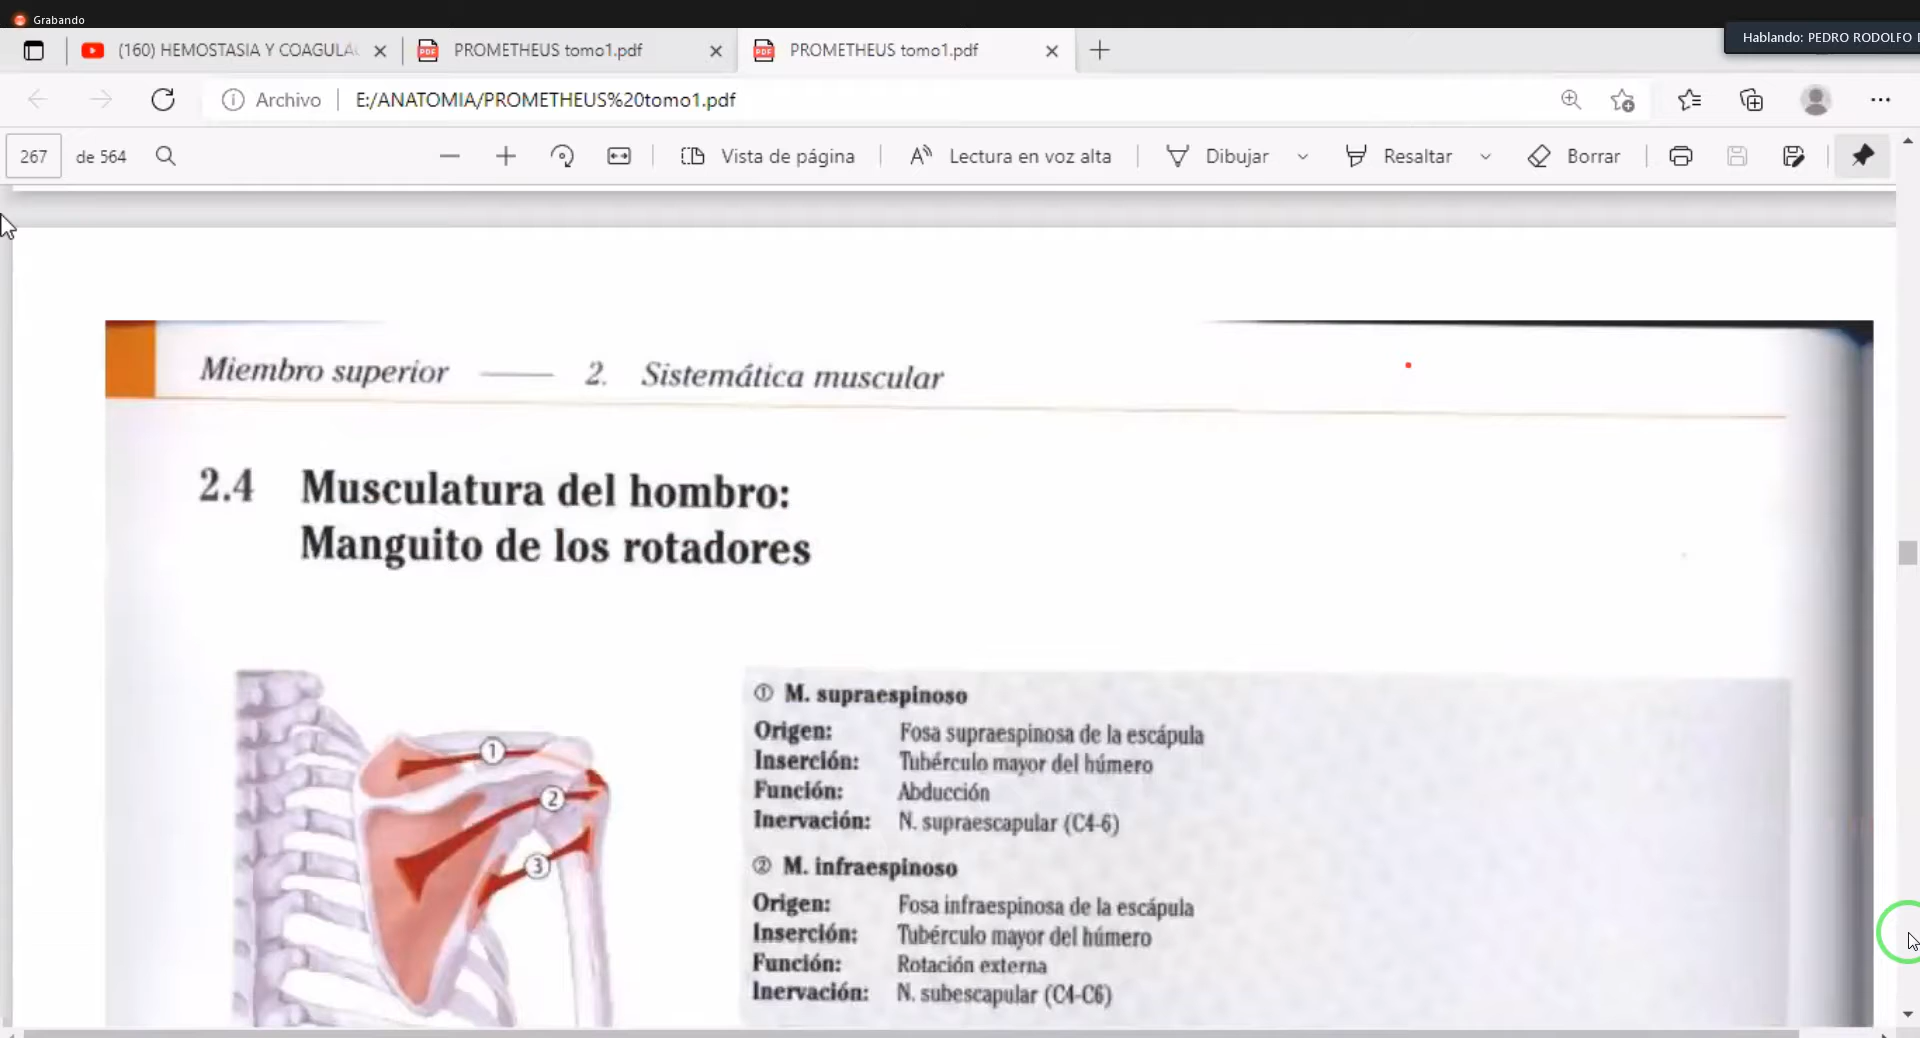 Grabando
(160) HEMOSTASIA Y COAGULA
PROMETHEUS tomo1.pdf
PROMETHEUS tomo1.pdf
Hablando: PEDRO RODOLFO
Archivo
E:/ANATOMIA/PROMETHEUS%20tomo1.pdf
267 de 564
Vista de página
Lectura en voz alta
Dibujar
Resaltar
Borrar
Miembro superior —— 2. Sistemática muscular
2.4 Musculatura del hombro:
Manguito de los rotadores
① M. supraespinoso
Origen: Fosa supraespinosa de la escápula
Inserción: Tubérculo mayor del húmero
Función: Abducción
Inervación: N. supraescapular (C4-6)
② M. infraespinoso
Origen: Fosa infraespinosa de la escápula
Inserción: Tubérculo mayor del húmero
Función: Rotación externa
Inervación: N. subescapular (C4-C6)
1
2
3